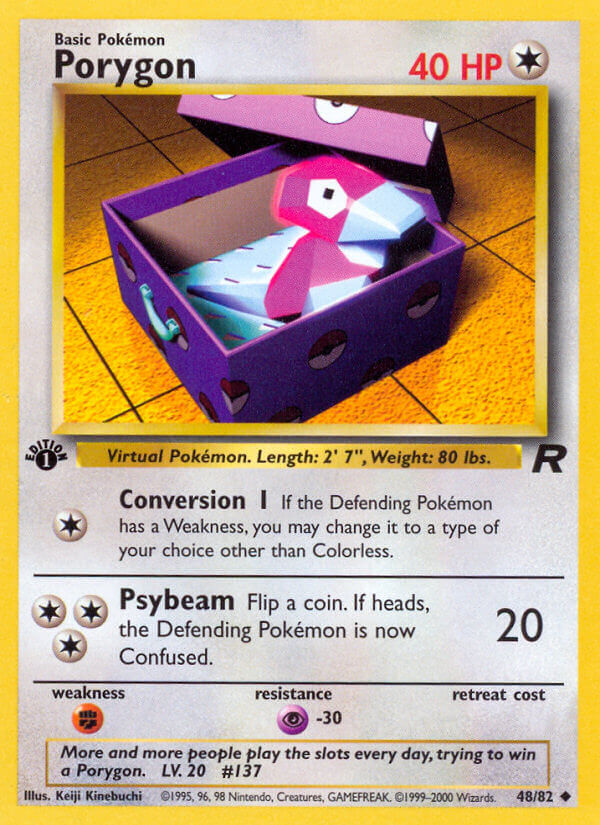 Basic Pokémon
Porygon
40 HP
EDITION
1
Virtual Pokémon. Length: 2' 7", Weight: 80 lbs.
R
Conversion 1 If the Defending Pokémon
has a Weakness, you may change it to a type of
your choice other than Colorless.
Psybeam Flip a coin. If heads,
the Defending Pokémon is now
Confused.
20
weakness
resistance
retreat cost
-30
More and more people play the slots every day, trying to win
a Porygon. LV. 20 #137
Illus. Keiji Kinebuchi ©1995, 96, 98 Nintendo, Creatures, GAMEFREAK. ©1999-2000 Wizards. 48/82